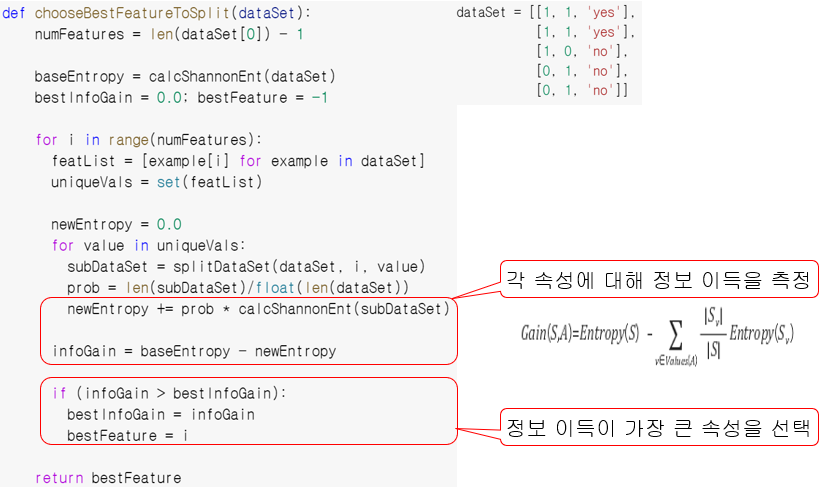 def chooseBestFeatureToSplit(dataSet):
    numFeatures = len(dataSet[0]) - 1

    baseEntropy = calcShannonEnt(dataSet)
    bestInfoGain = 0.0; bestFeature = -1

    for i in range(numFeatures):
      featList = [example[i] for example in dataSet]
      uniqueVals = set(featList)

      newEntropy = 0.0
      for value in uniqueVals:
        subDataSet = splitDataSet(dataSet, i, value)
        prob = len(subDataSet)/float(len(dataSet))
        newEntropy += prob * calcShannonEnt(subDataSet)

      infoGain = baseEntropy - newEntropy

      if (infoGain > bestInfoGain):
        bestInfoGain = infoGain
        bestFeature = i

    return bestFeature
dataSet = [[1, 1, 'yes'],
           [1, 1, 'yes'],
           [1, 0, 'no'],
           [0, 1, 'no'],
           [0, 1, 'no']]
각 속성에 대해 정보 이득을 측정
Gain(S,A)=Entropy(S) - ∑ v∈Values(A) |Sv|/|S| Entropy(Sv)
정보 이득이 가장 큰 속성을 선택